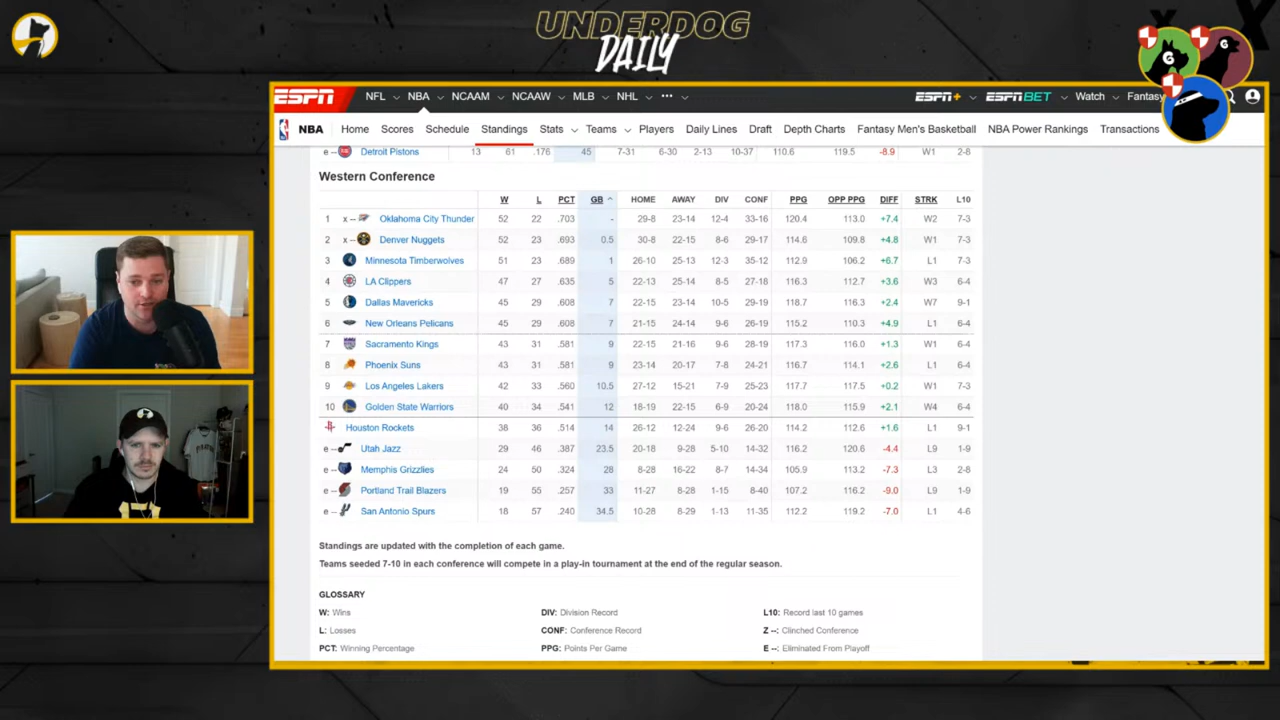 UNDERDOG
DAILY
G G
ESPN NFL NBA NCAAM NCAAW MLB NHL ••• ESPN+ ESPN BET Watch Fantasy
NBA Home Scores Schedule Standings Stats Teams Players Daily Lines Draft Depth Charts Fantasy Men's Basketball NBA Power Rankings Transactions
e -- Detroit Pistons 13 61 .176 45 7-31 6-30 2-13 10-37 110.6 119.5 -8.9 W1 2-8
Western Conference
W L PCT GB HOME AWAY DIV CONF PPG OPP PPG DIFF STRK L10
1 x -- Oklahoma City Thunder 52 22 .703 - 29-8 23-14 12-4 33-16 120.4 113.0 +7.4 W2 7-3
2 x -- Denver Nuggets 52 23 .693 0.5 30-8 22-15 8-6 29-17 114.6 109.8 +4.8 W1 7-3
3 Minnesota Timberwolves 51 23 .689 1 26-10 25-13 12-3 35-12 112.9 106.2 +6.7 L1 7-3
4 LA Clippers 47 27 .635 5 22-13 25-14 8-5 27-18 116.3 112.7 +3.6 W3 6-4
5 Dallas Mavericks 45 29 .608 7 22-15 23-14 10-5 29-19 118.7 116.3 +2.4 W7 9-1
6 New Orleans Pelicans 45 29 .608 7 21-15 24-14 9-6 26-19 115.2 110.3 +4.9 L1 6-4
7 Sacramento Kings 43 31 .581 9 22-15 21-16 9-6 28-19 117.3 116.0 +1.3 W1 6-4
8 Phoenix Suns 43 31 .581 9 23-14 20-17 7-8 24-21 116.7 114.1 +2.6 L1 6-4
9 Los Angeles Lakers 42 33 .560 10.5 27-12 15-21 7-9 25-23 117.7 117.5 +0.2 W1 7-3
10 Golden State Warriors 40 34 .541 12 18-19 22-15 6-9 20-24 118.0 115.9 +2.1 W4 6-4
Houston Rockets 38 36 .514 14 26-12 12-24 9-6 26-20 114.2 112.6 +1.6 L1 9-1
e -- Utah Jazz 29 46 .387 23.5 20-18 9-28 5-10 14-32 116.2 120.6 -4.4 L9 1-9
e -- Memphis Grizzlies 24 50 .324 28 8-28 16-22 8-7 14-34 105.9 113.2 -7.3 L3 2-8
e -- Portland Trail Blazers 19 55 .257 33 11-27 8-28 1-15 8-40 107.2 116.2 -9.0 L9 1-9
e -- San Antonio Spurs 18 57 .240 34.5 10-28 8-29 1-13 11-35 112.2 119.2 -7.0 L1 4-6
Standings are updated with the completion of each game.
Teams seeded 7-10 in each conference will compete in a play-in tournament at the end of the regular season.
GLOSSARY
W: Wins DIV: Division Record L10: Record last 10 games
L: Losses CONF: Conference Record Z --: Clinched Conference
PCT: Winning Percentage PPG: Points Per Game E --: Eliminated From Playoff